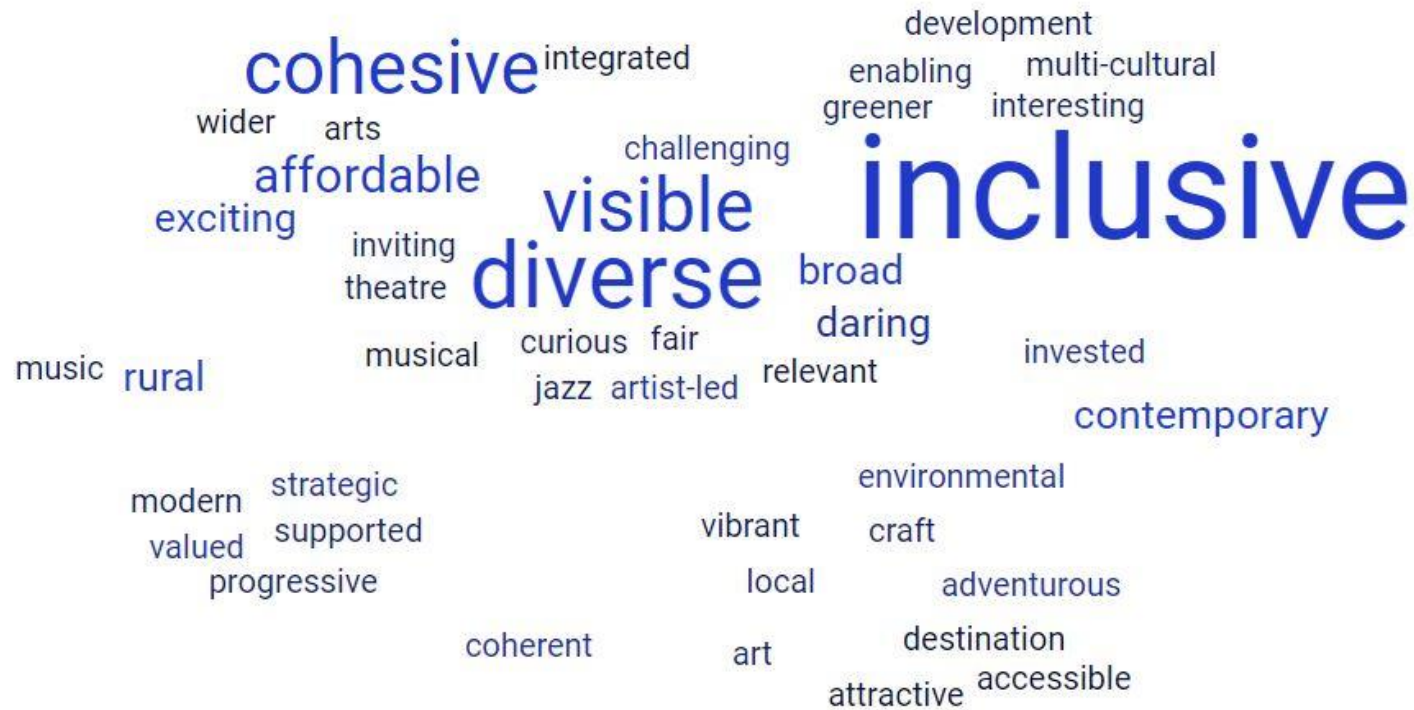 development
cohesive integrated
enabling multi-cultural
greener interesting
wider arts
challenging
inclusive
affordable
visible
exciting
inviting
diverse broad
theatre
daring
curious fair
musical
invested
music rural
jazz artist-led relevant
contemporary
strategic
environmental
modern
supported
vibrant craft
valued
progressive
local adventurous
coherent
art
destination
accessible
attractive